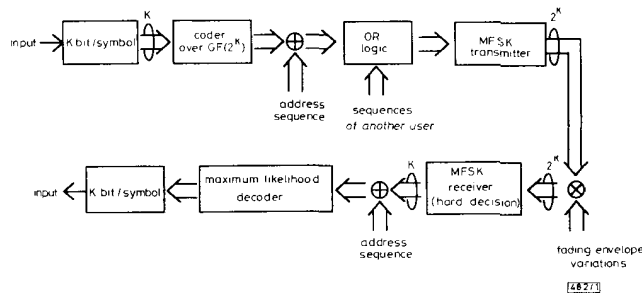 input
K bit/symbol
K
coder
over GF(2^K)
⊕
OR
logic
MFSK
transmitter
2^K
address
sequence
sequences
of another user
input
K bit/symbol
maximum likelihood
decoder
⊕
K
MFSK
receiver
(hard decision)
2^K
⊗
address
sequence
fading envelope
variations
482/1